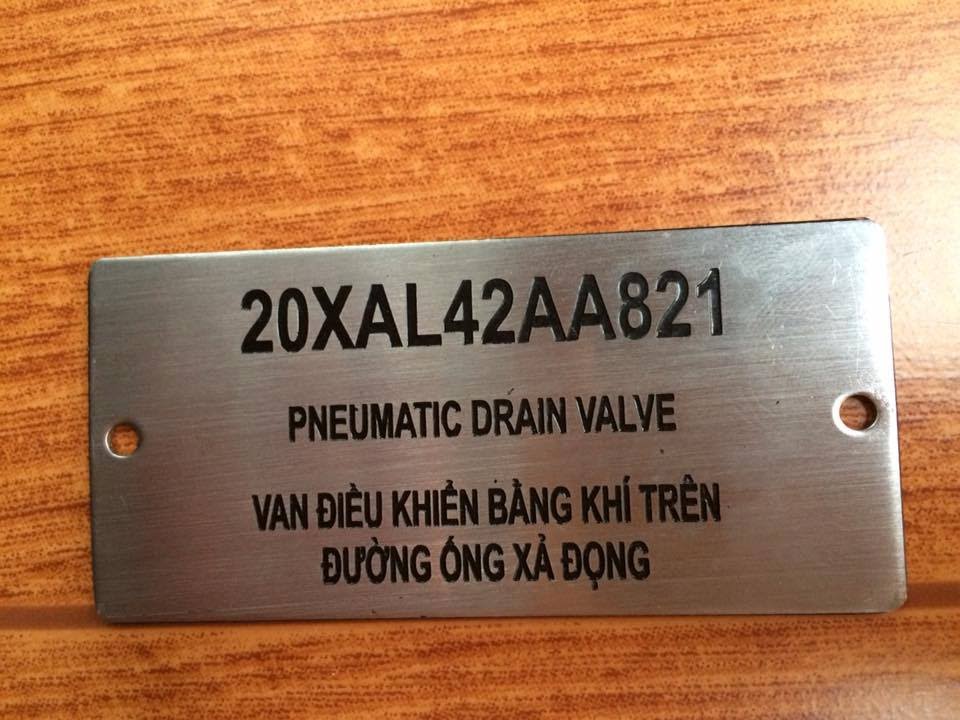 20XAL42AA821
PNEUMATIC DRAIN VALVE
VAN ĐIỀU KHIỂN BẰNG KHÍ TRÊN
ĐƯỜNG ỐNG XẢ ĐỌNG